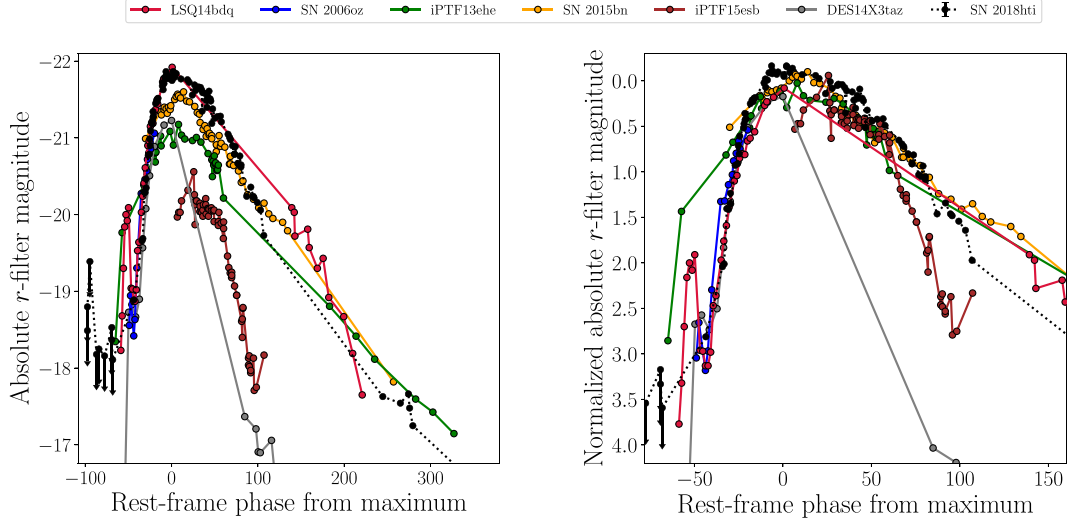 LSQ14bdq SN 2006oz iPTF13ehe SN 2015bn iPTF15esb DES14X3taz SN 2018hti
Absolute r-filter magnitude
−22
−21
−20
−19
−18
−17
−100 0 100 200 300
Rest-frame phase from maximum
Normalized absolute r-filter magnitude
0.0
0.5
1.0
1.5
2.0
2.5
3.0
3.5
4.0
−50 0 50 100 150
Rest-frame phase from maximum